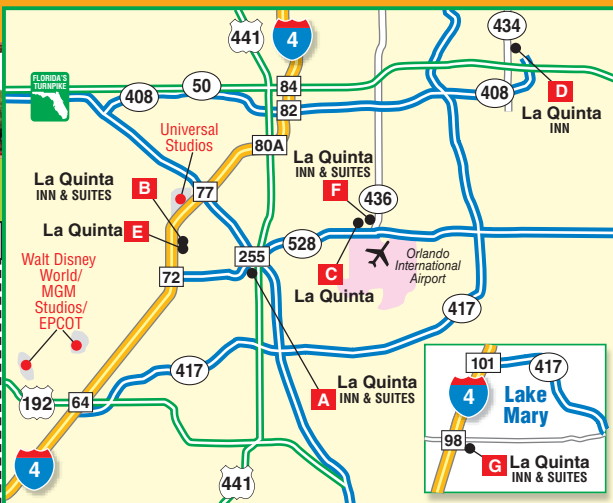 441
4
434
FLORIDA'S
TURNPIKE
408
50
84
82
408
D
La Quinta
INN
Universal
Studios
80A
La Quinta
INN & SUITES
B
77
La Quinta
INN & SUITES
F
436
La Quinta
E
528
255
72
C
La Quinta
Orlando
International
Airport
Walt Disney
World/
MGM
Studios/
EPCOT
417
417
192
64
A
La Quinta
INN & SUITES
4
441
101
417
4
Lake
Mary
98
G
La Quinta
INN & SUITES